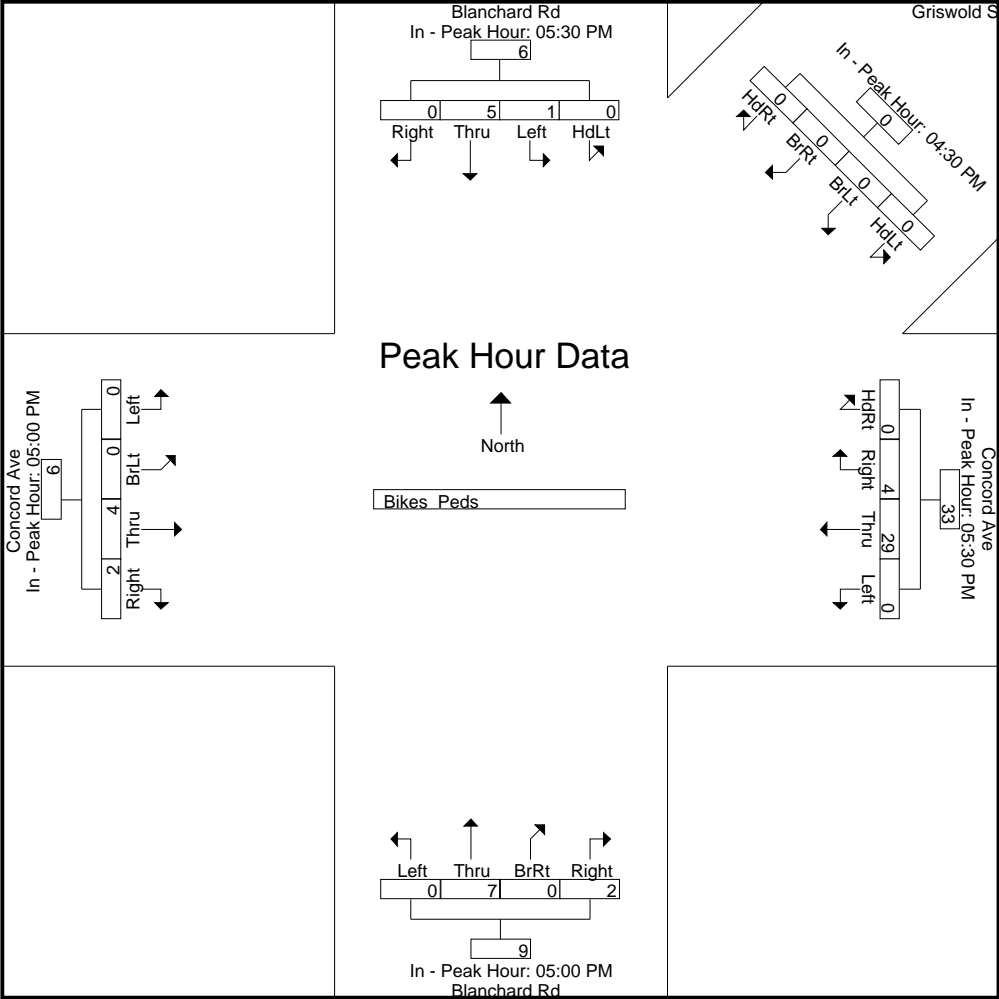 Blanchard Rd
In - Peak Hour: 05:30 PM
6
0 5 1 0
Right Thru Left HdLt
Griswold S
In - Peak Hour: 04:30 PM
0
0 0 0 0
HdRt BrRt BrLt HdLt
Peak Hour Data
North
Bikes Peds
Concord Ave
In - Peak Hour: 05:00 PM
6
0 0 4 2
Left BrLt Thru Right
Concord Ave
In - Peak Hour: 05:30 PM
33
0 4 29 0
HdRt Right Thru Left
Left Thru BrRt Right
0 7 0 2
9
In - Peak Hour: 05:00 PM
Blanchard Rd